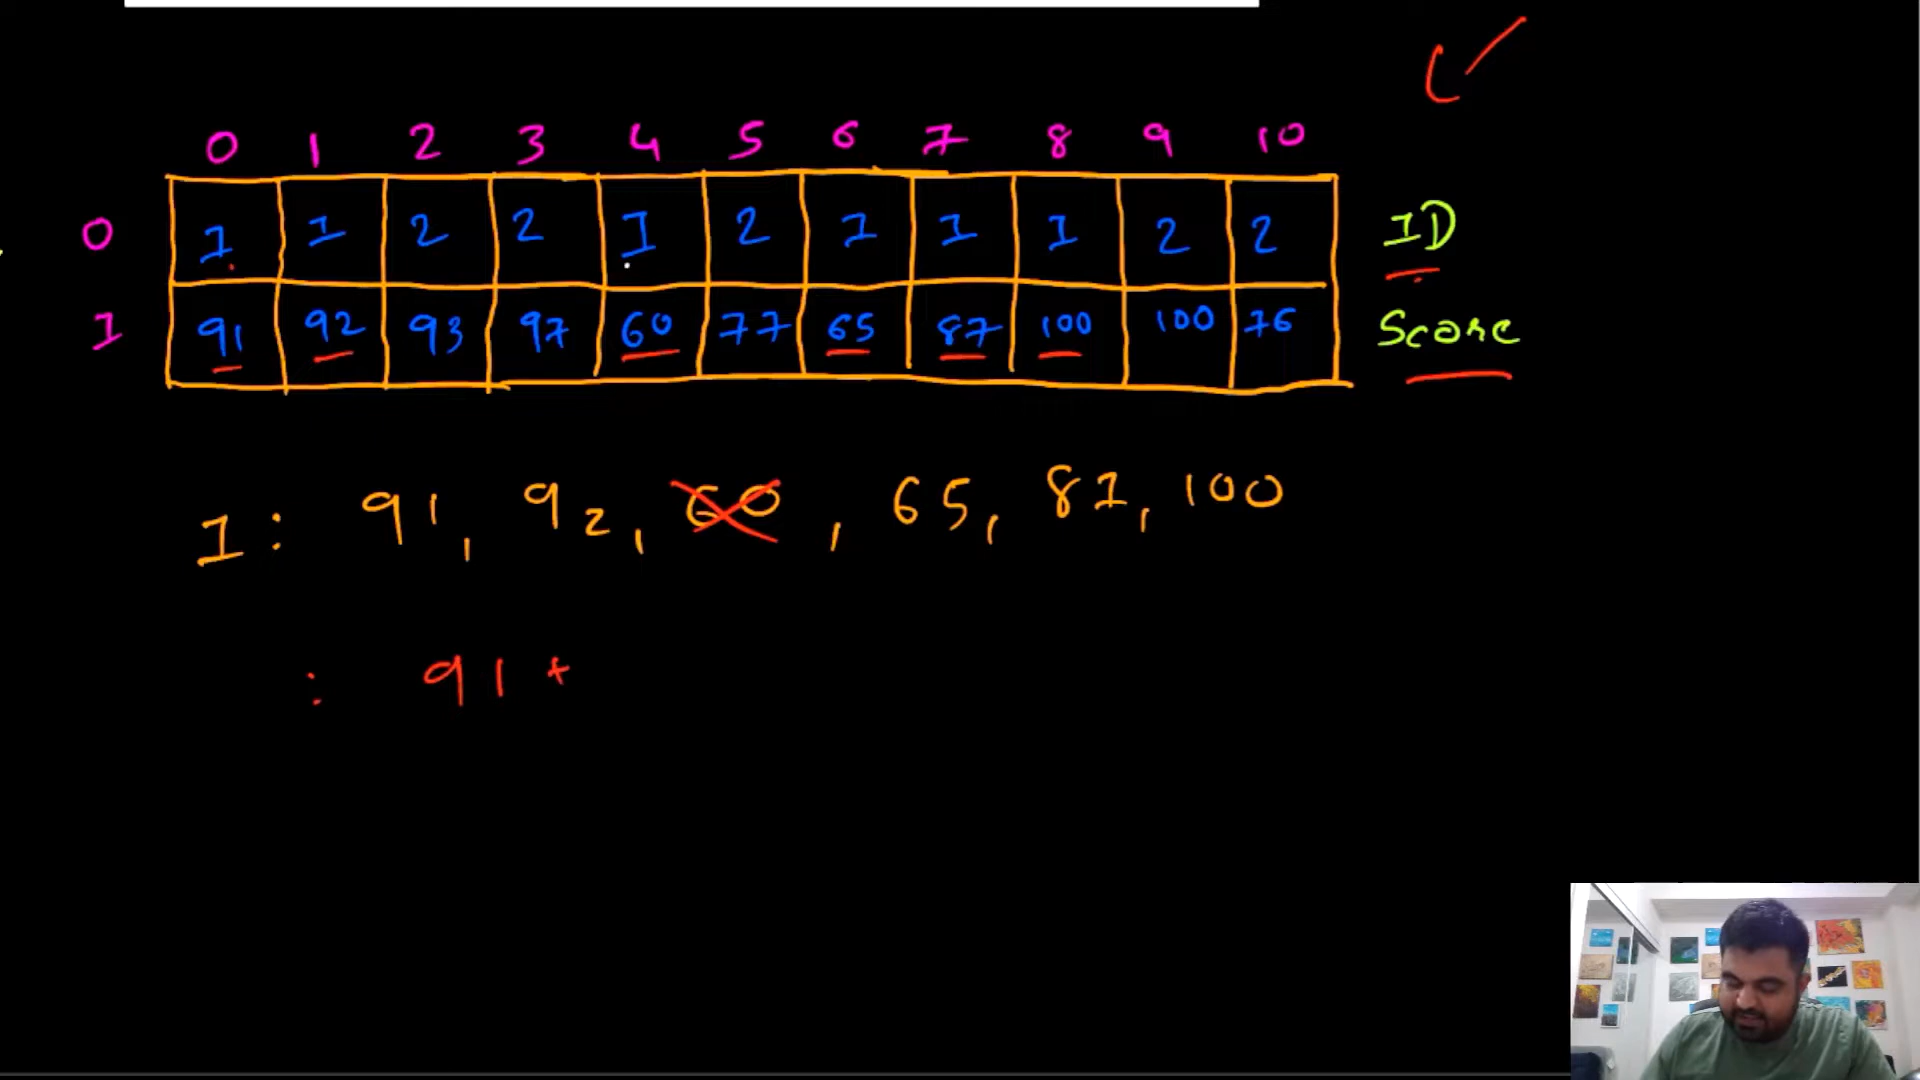 0 1 2 3 4 5 6 7 8 9 10
0 1 1 2 2 1 2 1 1 1 2 2 ID
1 91 92 93 97 60 77 65 87 100 100 76 Score
1: 91, 92, 60, 65, 87, 100
: 91 +